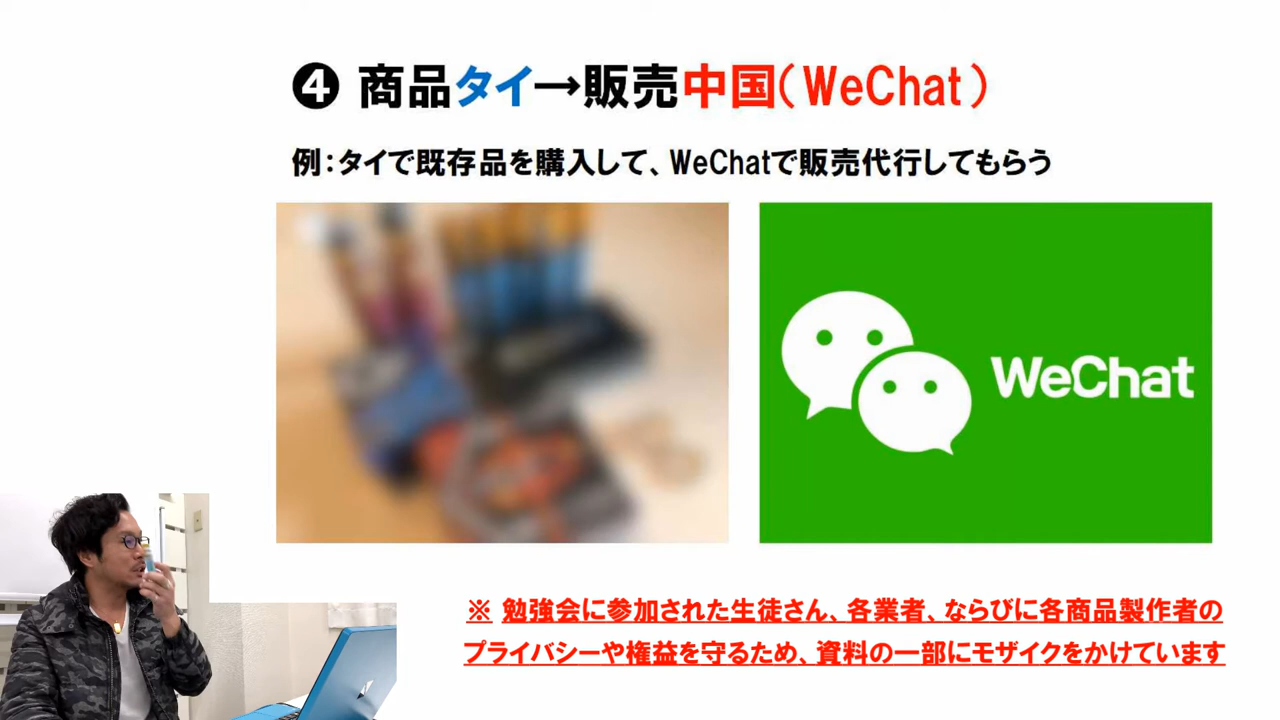 ❹ 商品タイ→販売中国(WeChat)
例:タイで既存品を購入して、WeChatで販売代行してもらう
WeChat
※ 勉強会に参加された生徒さん、各業者、ならびに各商品製作者の
プライバシーや権益を守るため、資料の一部にモザイクをかけています